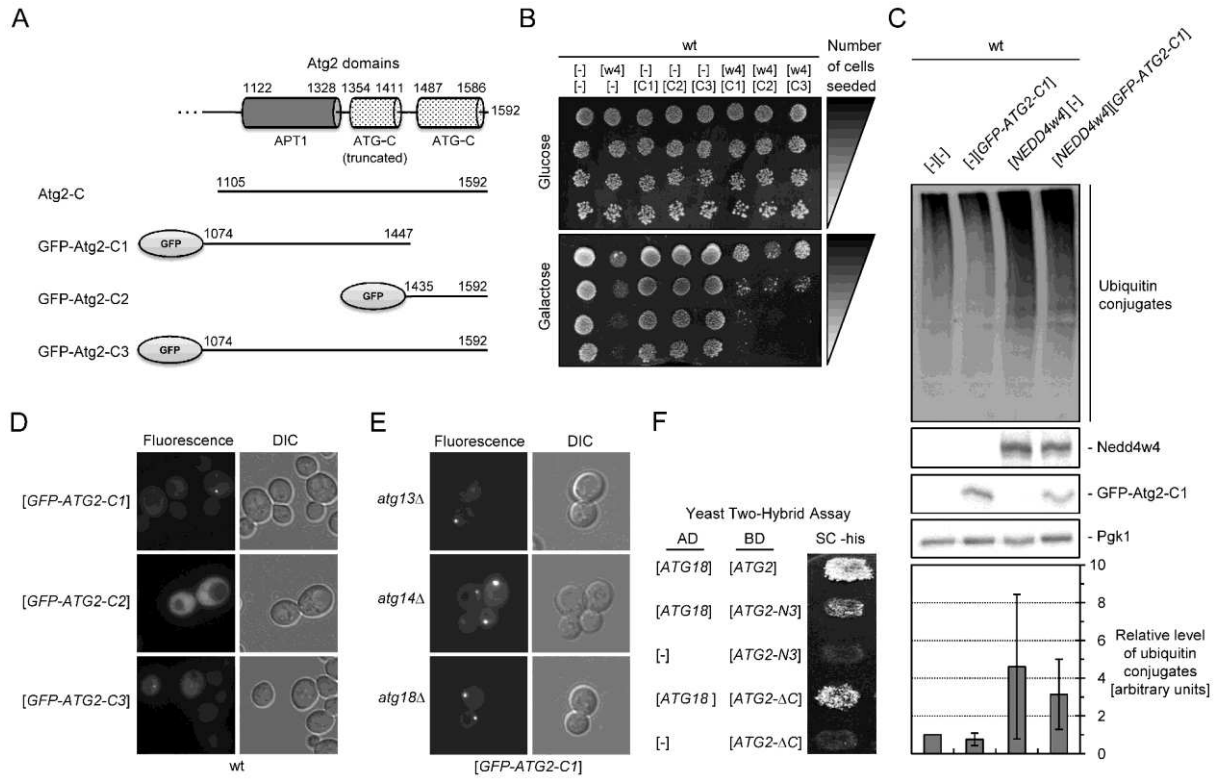 A
Atg2 domains
1122 1328 1354 1411 1487 1586
1592
APT1 ATG-C ATG-C
(truncated)
Atg2-C
1105 1592
GFP-Atg2-C1
GFP
1074 1447
GFP-Atg2-C2
GFP
1435 1592
GFP-Atg2-C3
GFP
1074 1592
B
wt
[-] [w4] [-] [-] [-] [w4] [w4] [w4]
[-] [-] [C1] [C2] [C3] [C1] [C2] [C3]
Number
of cells
seeded
Glucose
Galactose
C
wt
[-][-]
[-][GFP-ATG2-C1]
[NEDD4w4] [-]
[NEDD4w4][GFP-ATG2-C1]
Ubiquitin
conjugates
- Nedd4w4
- GFP-Atg2-C1
- Pgk1
10
8
6
4
2
0
Relative level
of ubiquitin
conjugates
[arbitrary units]
D
Fluorescence DIC
[GFP-ATG2-C1]
[GFP-ATG2-C2]
[GFP-ATG2-C3]
wt
E
Fluorescence DIC
atg13Δ
atg14Δ
atg18Δ
[GFP-ATG2-C1]
F
Yeast Two-Hybrid Assay
AD BD SC -his
[ATG18] [ATG2]
[ATG18] [ATG2-N3]
[-] [ATG2-N3]
[ATG18] [ATG2-ΔC]
[-] [ATG2-ΔC]